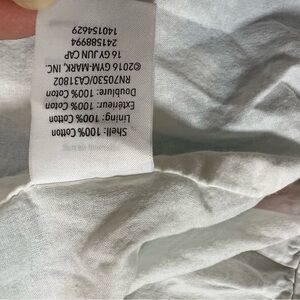 Shell: 100% Cotton
Lining: 100% Cotton
Extérieur: 100% Coton
Doublure: 100% Coton
RN70530/CA31802
©2016 GYM-MARK, INC.
16 GY JUN CAP
241588994
140154629